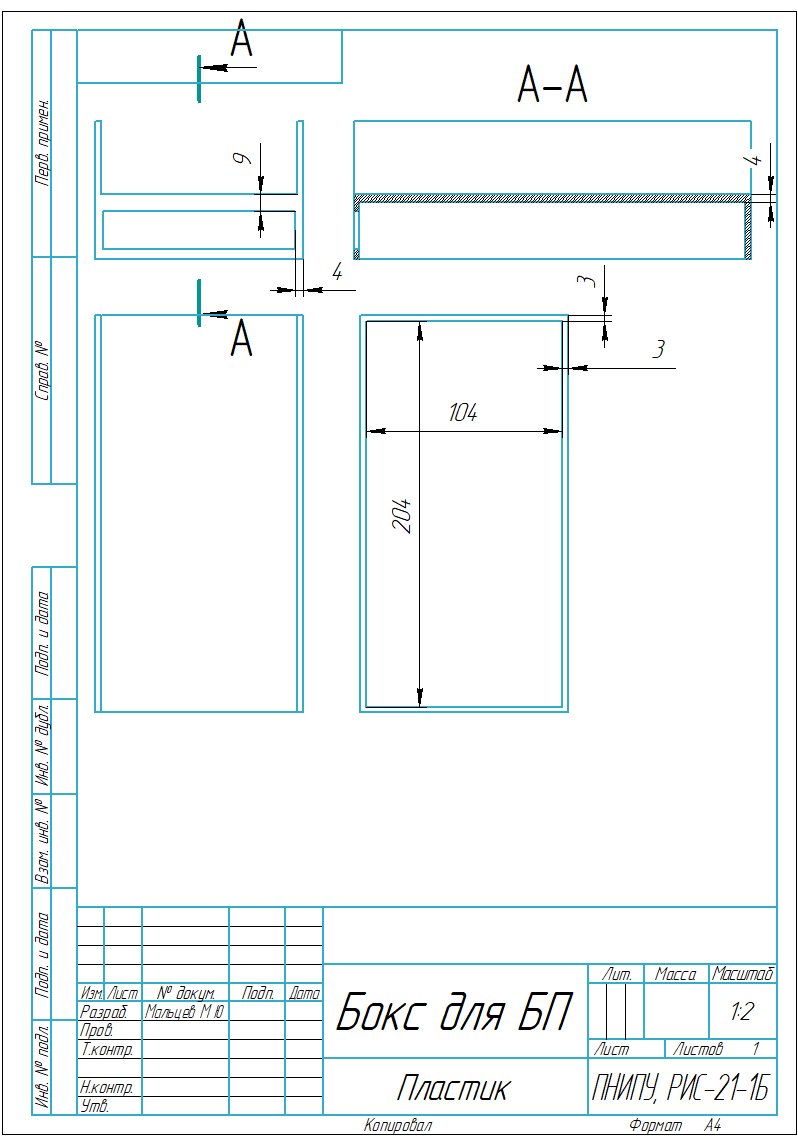 А
А-А
Перв. примен.
9
4
4
Справ. №
А
3
3
104
204
Подп. и дата
Инв. № дубл.
Взам. инв. №
Подп. и дата
Инв. № подл.
Изм. Лист № докум. Подп. Дата
Разраб. Мальцев М Ю
Пров.
Т.контр.
Н.контр.
Утв.
Бокс для БП
Лит. Масса Масштаб
1:2
Лист Листов 1
Пластик
ПНИПУ, РИС-21-1Б
Копировал Формат А4